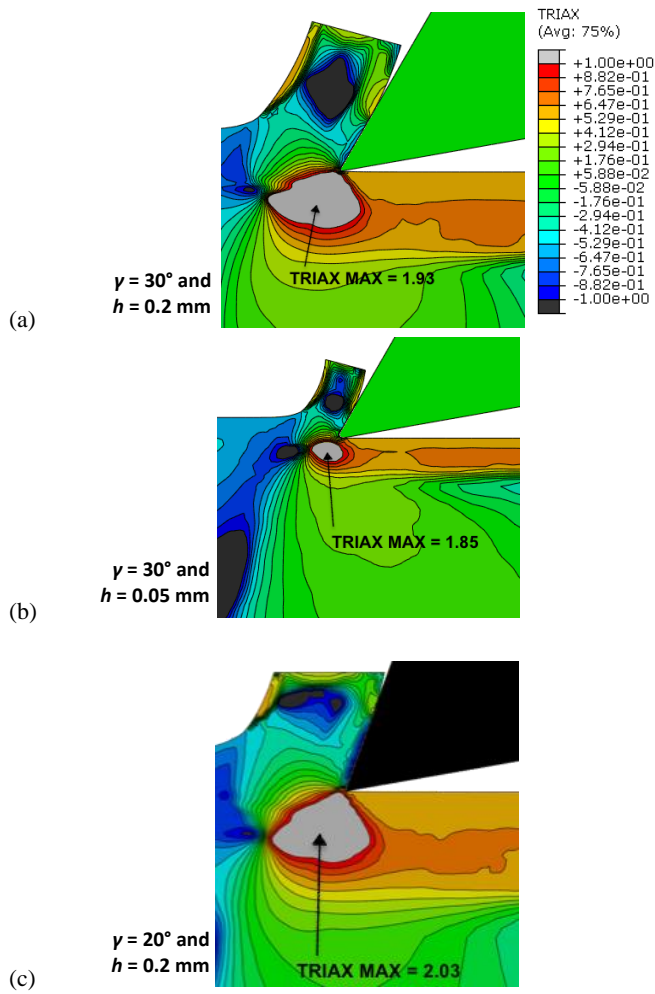 TRIAX
(Avg: 75%)
+1.00e+00
+8.82e-01
+7.65e-01
+6.47e-01
+5.29e-01
+4.12e-01
+2.94e-01
+1.76e-01
+5.88e-02
-5.88e-02
-1.76e-01
-2.94e-01
-4.12e-01
-5.29e-01
-6.47e-01
-7.65e-01
-8.82e-01
-1.00e+00
TRIAX MAX = 1.93
γ = 30° and
h = 0.2 mm
(a)
TRIAX MAX = 1.85
γ = 30° and
h = 0.05 mm
(b)
γ = 20° and
h = 0.2 mm
TRIAX MAX = 2.03
(c)